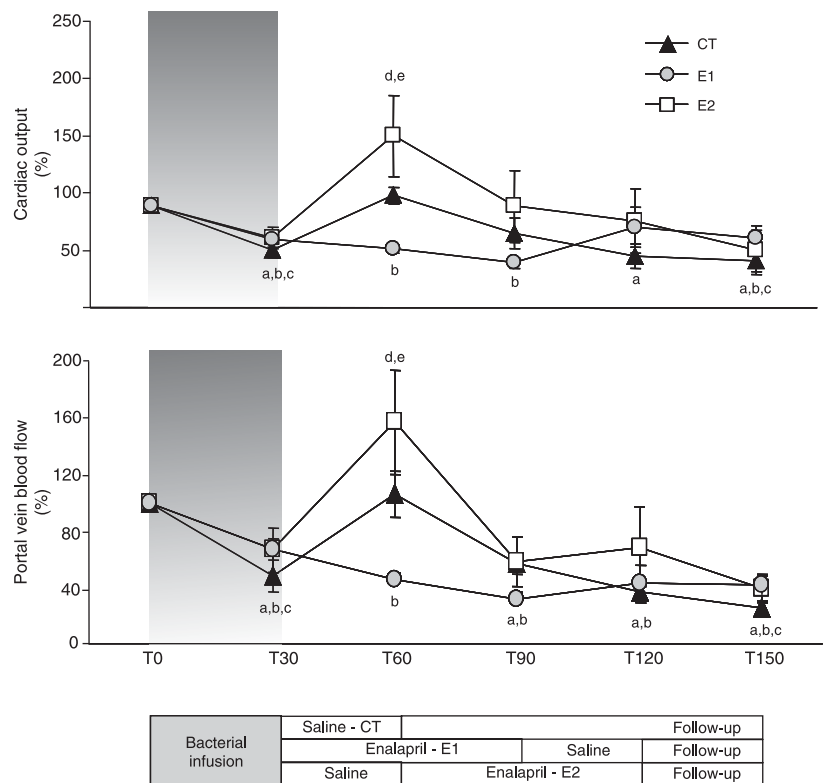 250
200
150
100
50
Cardiac output
(%)
d,e
a,b,c
b
b
a
a,b,c
CT
E1
E2
200
160
120
80
40
0
Portal vein blood flow
(%)
d,e
a,b,c
b
a,b
a,b
a,b,c
T0
T30
T60
T90
T120
T150
Bacterial
infusion
Saline - CT
Follow-up
Enalapril - E1
Saline
Follow-up
Saline
Enalapril - E2
Follow-up